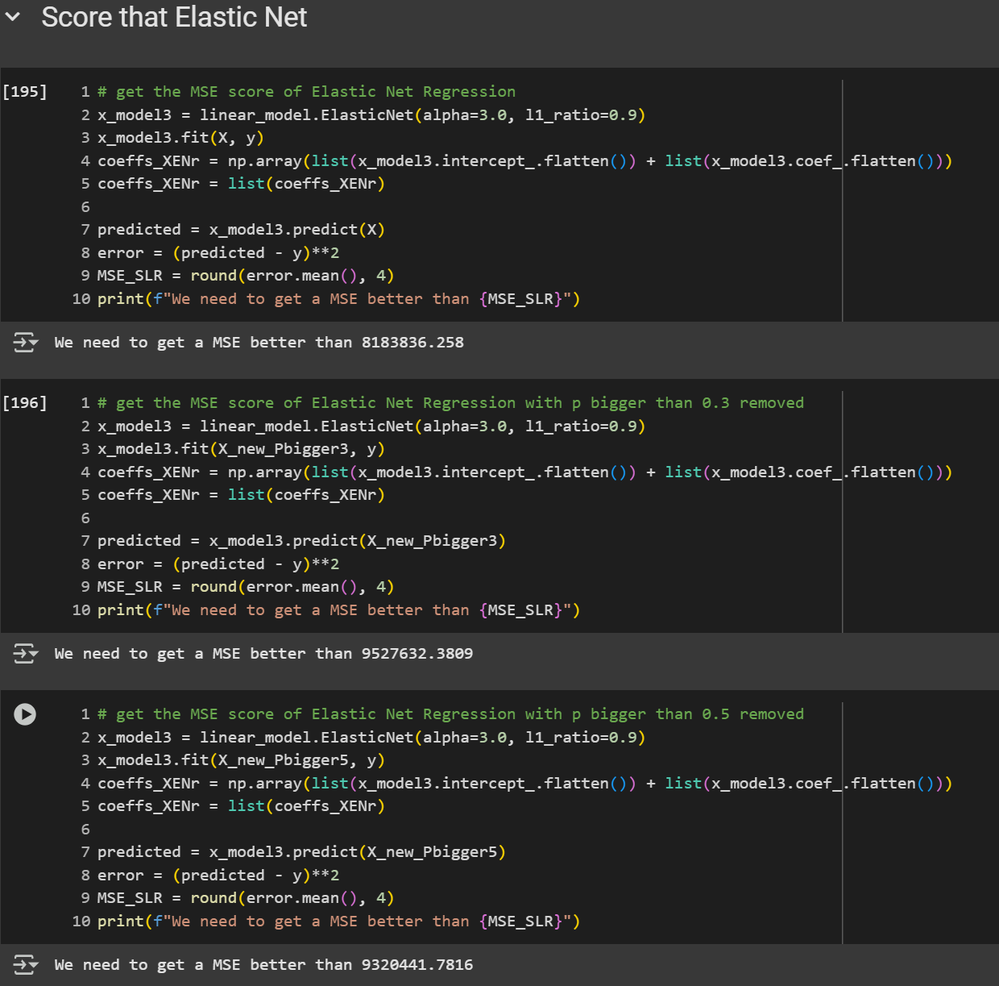 Score that Elastic Net
[195]
1 # get the MSE score of Elastic Net Regression
2 x_model3 = linear_model.ElasticNet(alpha=3.0, l1_ratio=0.9)
3 x_model3.fit(X, y)
4 coeffs_XENr = np.array(list(x_model3.intercept_.flatten()) + list(x_model3.coef_.flatten()))
5 coeffs_XENr = list(coeffs_XENr)
6
7 predicted = x_model3.predict(X)
8 error = (predicted - y)**2
9 MSE_SLR = round(error.mean(), 4)
10 print(f"We need to get a MSE better than {MSE_SLR}")
We need to get a MSE better than 8183836.258
[196]
1 # get the MSE score of Elastic Net Regression with p bigger than 0.3 removed
2 x_model3 = linear_model.ElasticNet(alpha=3.0, l1_ratio=0.9)
3 x_model3.fit(X_new_Pbigger3, y)
4 coeffs_XENr = np.array(list(x_model3.intercept_.flatten()) + list(x_model3.coef_.flatten()))
5 coeffs_XENr = list(coeffs_XENr)
6
7 predicted = x_model3.predict(X_new_Pbigger3)
8 error = (predicted - y)**2
9 MSE_SLR = round(error.mean(), 4)
10 print(f"We need to get a MSE better than {MSE_SLR}")
We need to get a MSE better than 9527632.3809
1 # get the MSE score of Elastic Net Regression with p bigger than 0.5 removed
2 x_model3 = linear_model.ElasticNet(alpha=3.0, l1_ratio=0.9)
3 x_model3.fit(X_new_Pbigger5, y)
4 coeffs_XENr = np.array(list(x_model3.intercept_.flatten()) + list(x_model3.coef_.flatten()))
5 coeffs_XENr = list(coeffs_XENr)
6
7 predicted = x_model3.predict(X_new_Pbigger5)
8 error = (predicted - y)**2
9 MSE_SLR = round(error.mean(), 4)
10 print(f"We need to get a MSE better than {MSE_SLR}")
We need to get a MSE better than 9320441.7816